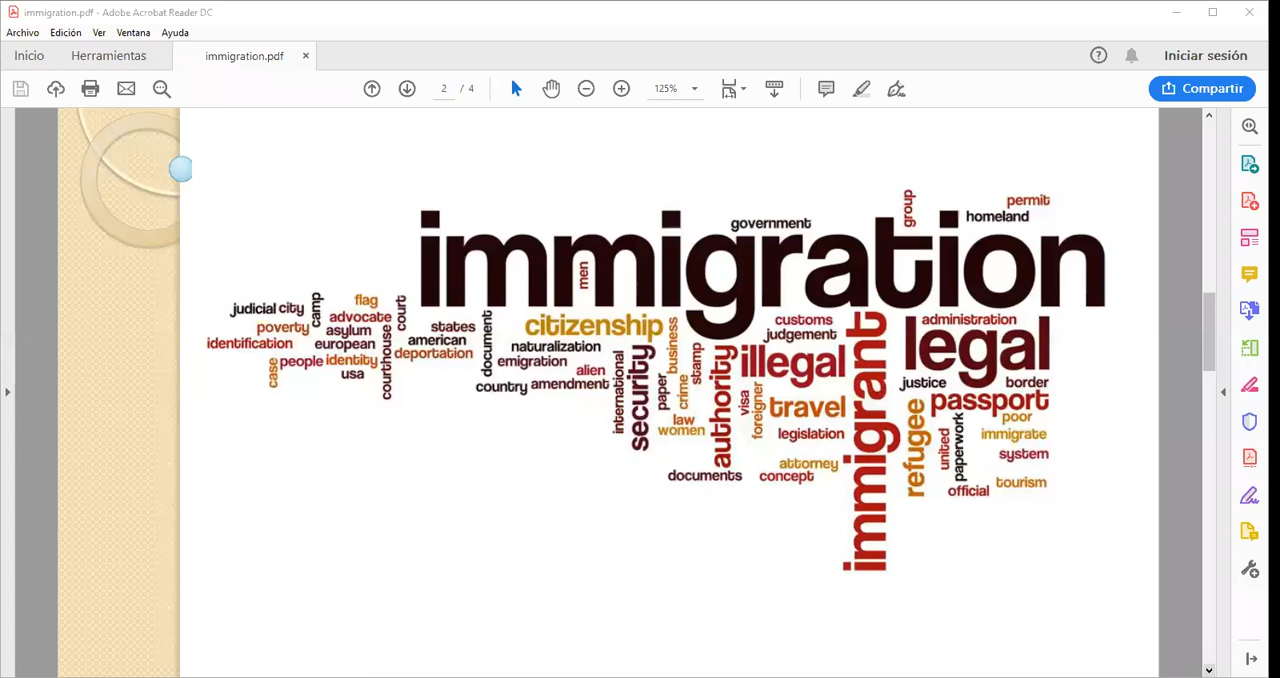 immigration.pdf - Adobe Acrobat Reader DC
Archivo Edición Ver Ventana Ayuda
Inicio Herramientas immigration.pdf × Iniciar sesión
2 / 4 125% Compartir
immigration
government
group
permit
homeland
men
judicial
city
camp
flag
court
advocate
poverty
asylum
identification
european
courthouse
states
american
deportation
document
case
people
identity
usa
citizenship
naturalization
emigration
alien
country
amendment
international
security
business
paper
crime
stamp
law
women
authority
customs
judgement
illegal
visa
foreigner
travel
legislation
attorney
documents
concept
immigrant
administration
legal
justice
border
passport
refugee
united
paperwork
poor
immigrate
system
official
tourism